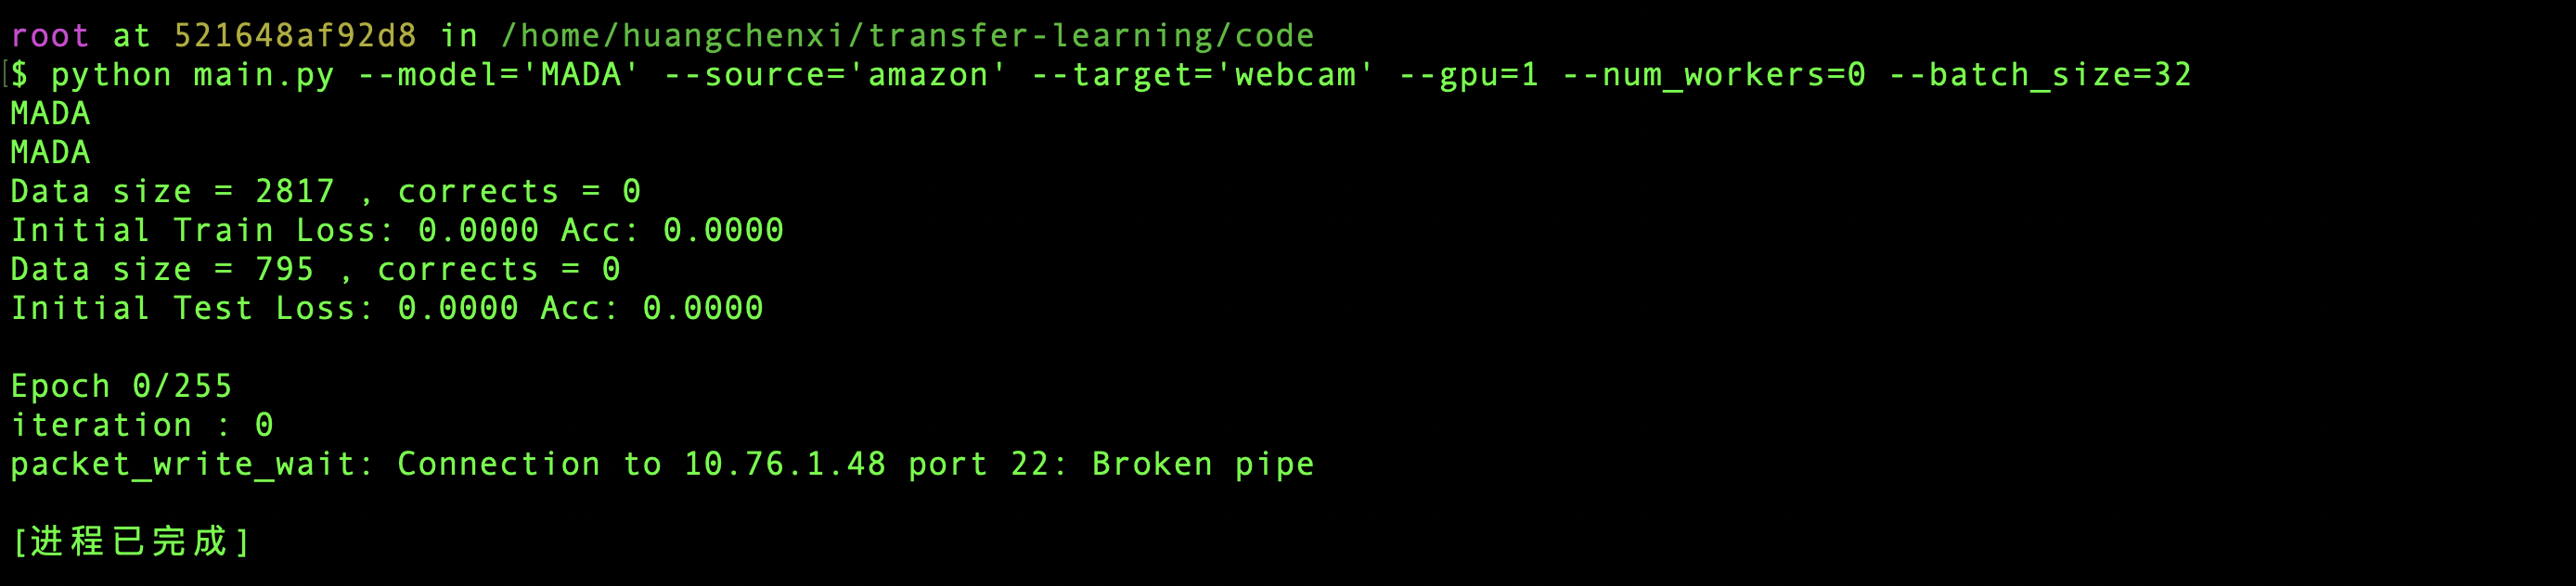 root at 521648af92d8 in /home/huangchenxi/transfer-learning/code
[$ python main.py --model='MADA' --source='amazon' --target='webcam' --gpu=1 --num_workers=0 --batch_size=32
MADA
MADA
Data size = 2817 , corrects = 0
Initial Train Loss: 0.0000 Acc: 0.0000
Data size = 795 , corrects = 0
Initial Test Loss: 0.0000 Acc: 0.0000
Epoch 0/255
iteration : 0
packet_write_wait: Connection to 10.76.1.48 port 22: Broken pipe
[进程已完成]